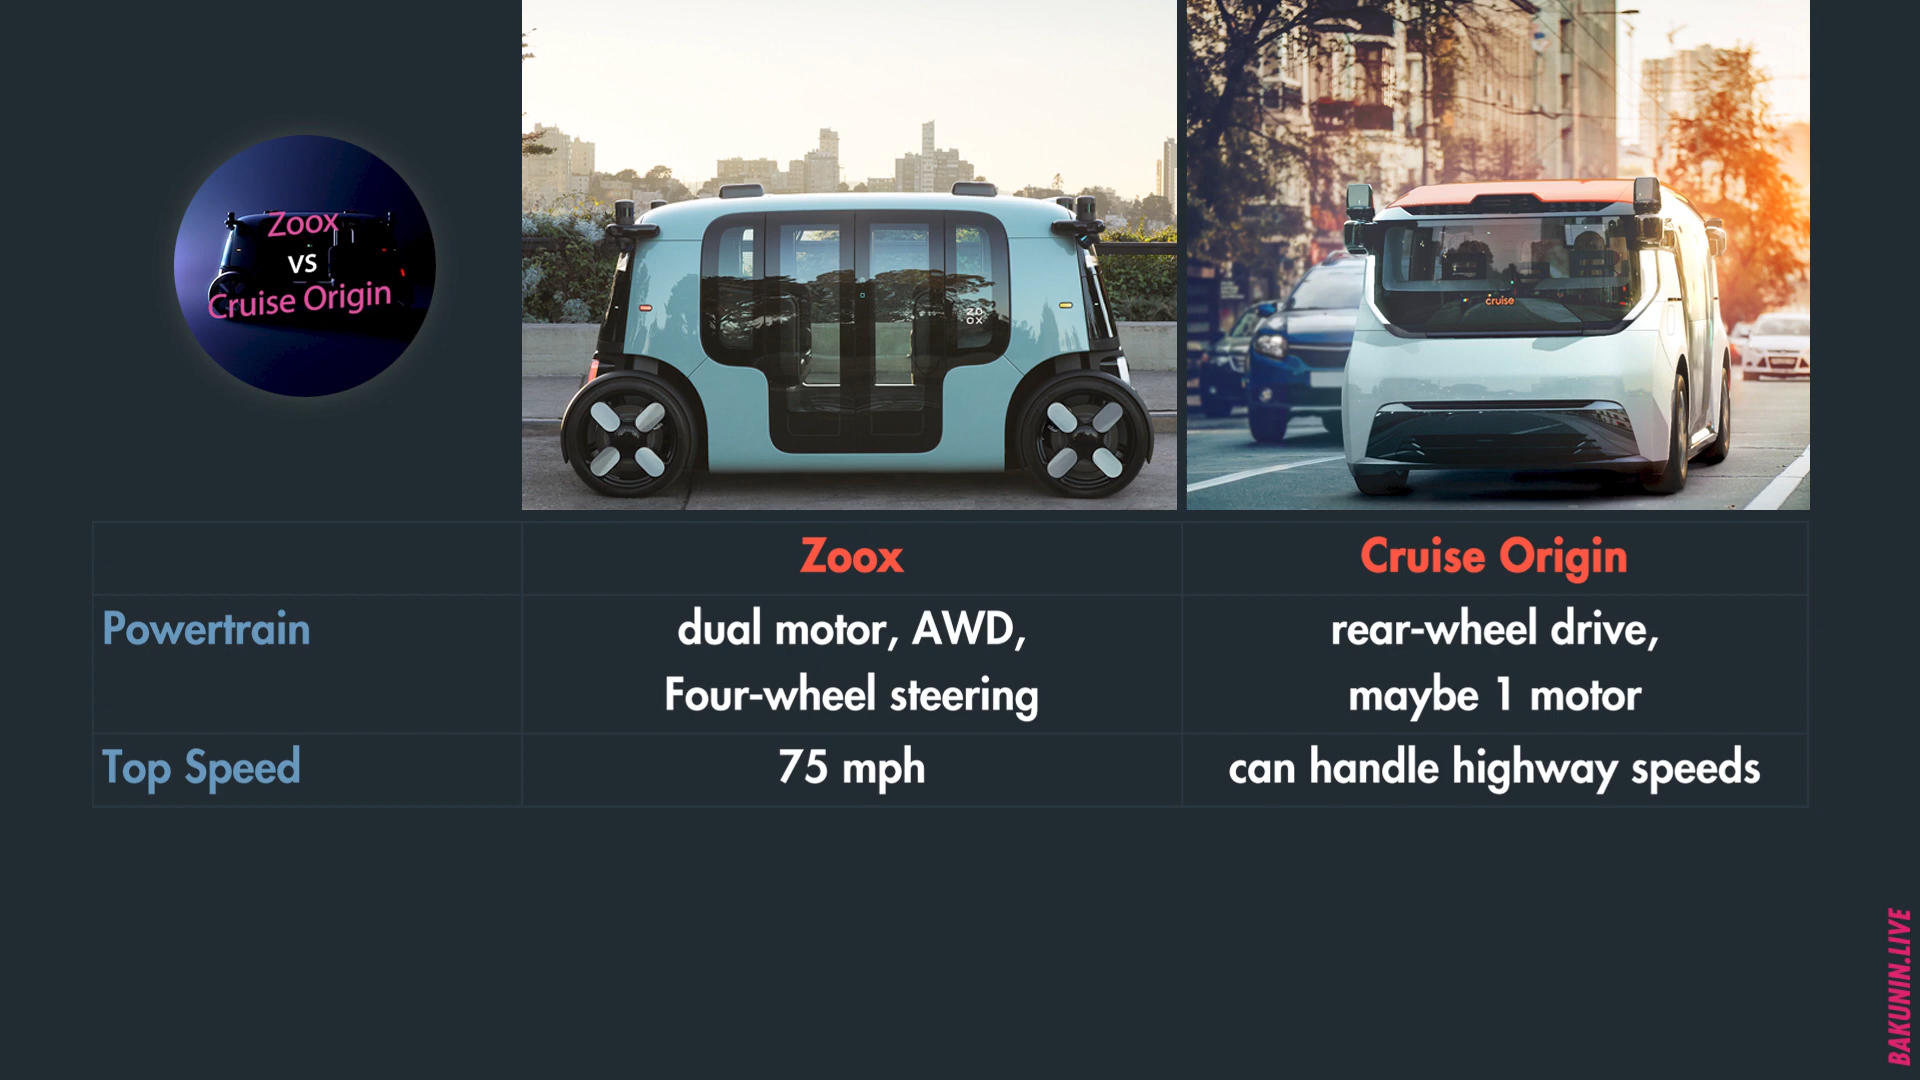 Zoox
vs
Cruise Origin
ZO
OX
cruise
Zoox
Cruise Origin
Powertrain
dual motor, AWD,
Four-wheel steering
rear-wheel drive,
maybe 1 motor
Top Speed
75 mph
can handle highway speeds
BAKUNIN.LIVE